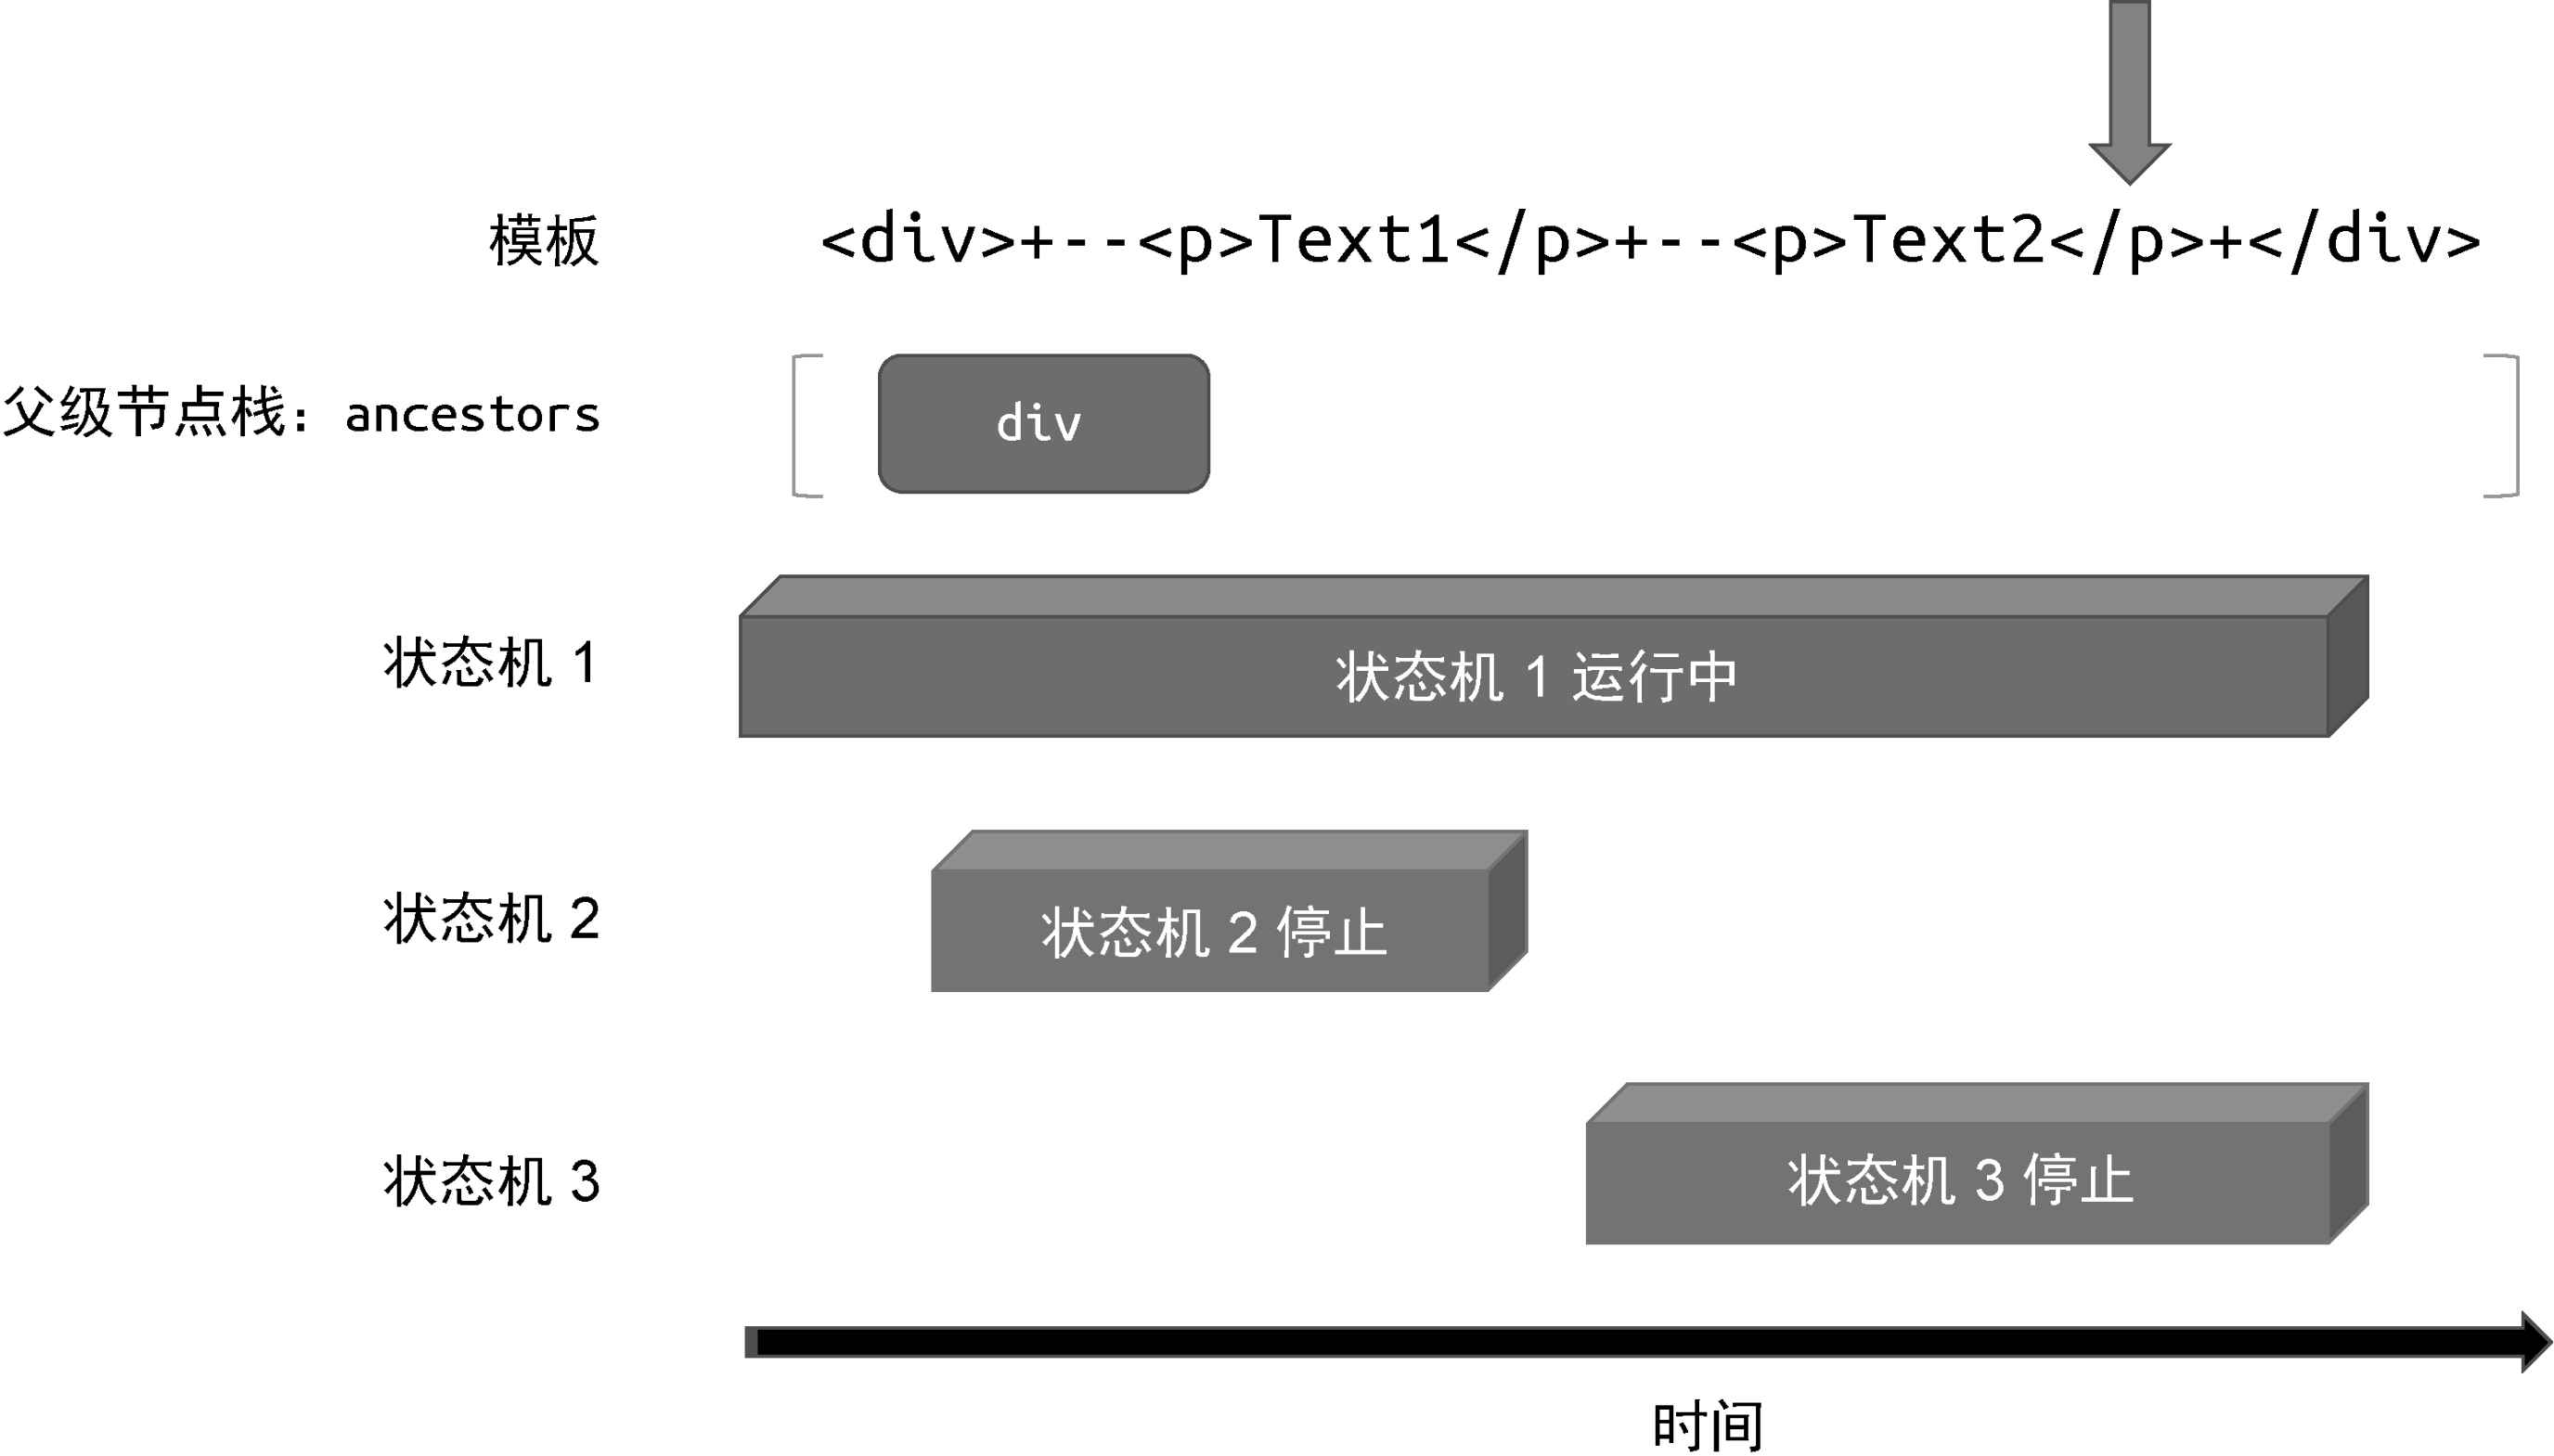 模板 <div>+--<p>Text1</p>+--<p>Text2</p>+</div>
父级节点栈：ancestors
div
状态机 1
状态机 1 运行中
状态机 2
状态机 2 停止
状态机 3
状态机 3 停止
时间